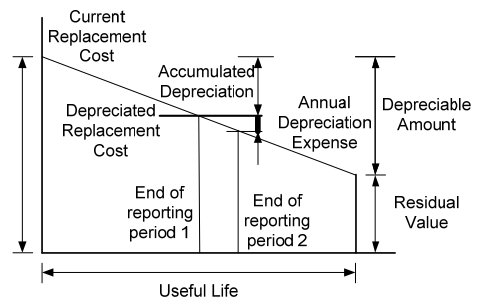 Current
Replacement
Cost
Accumulated
Depreciation
Depreciated
Replacement
Cost
Annual
Depreciation
Expense
Depreciable
Amount
End of
reporting
period 1
End of
reporting
period 2
Residual
Value
Useful Life